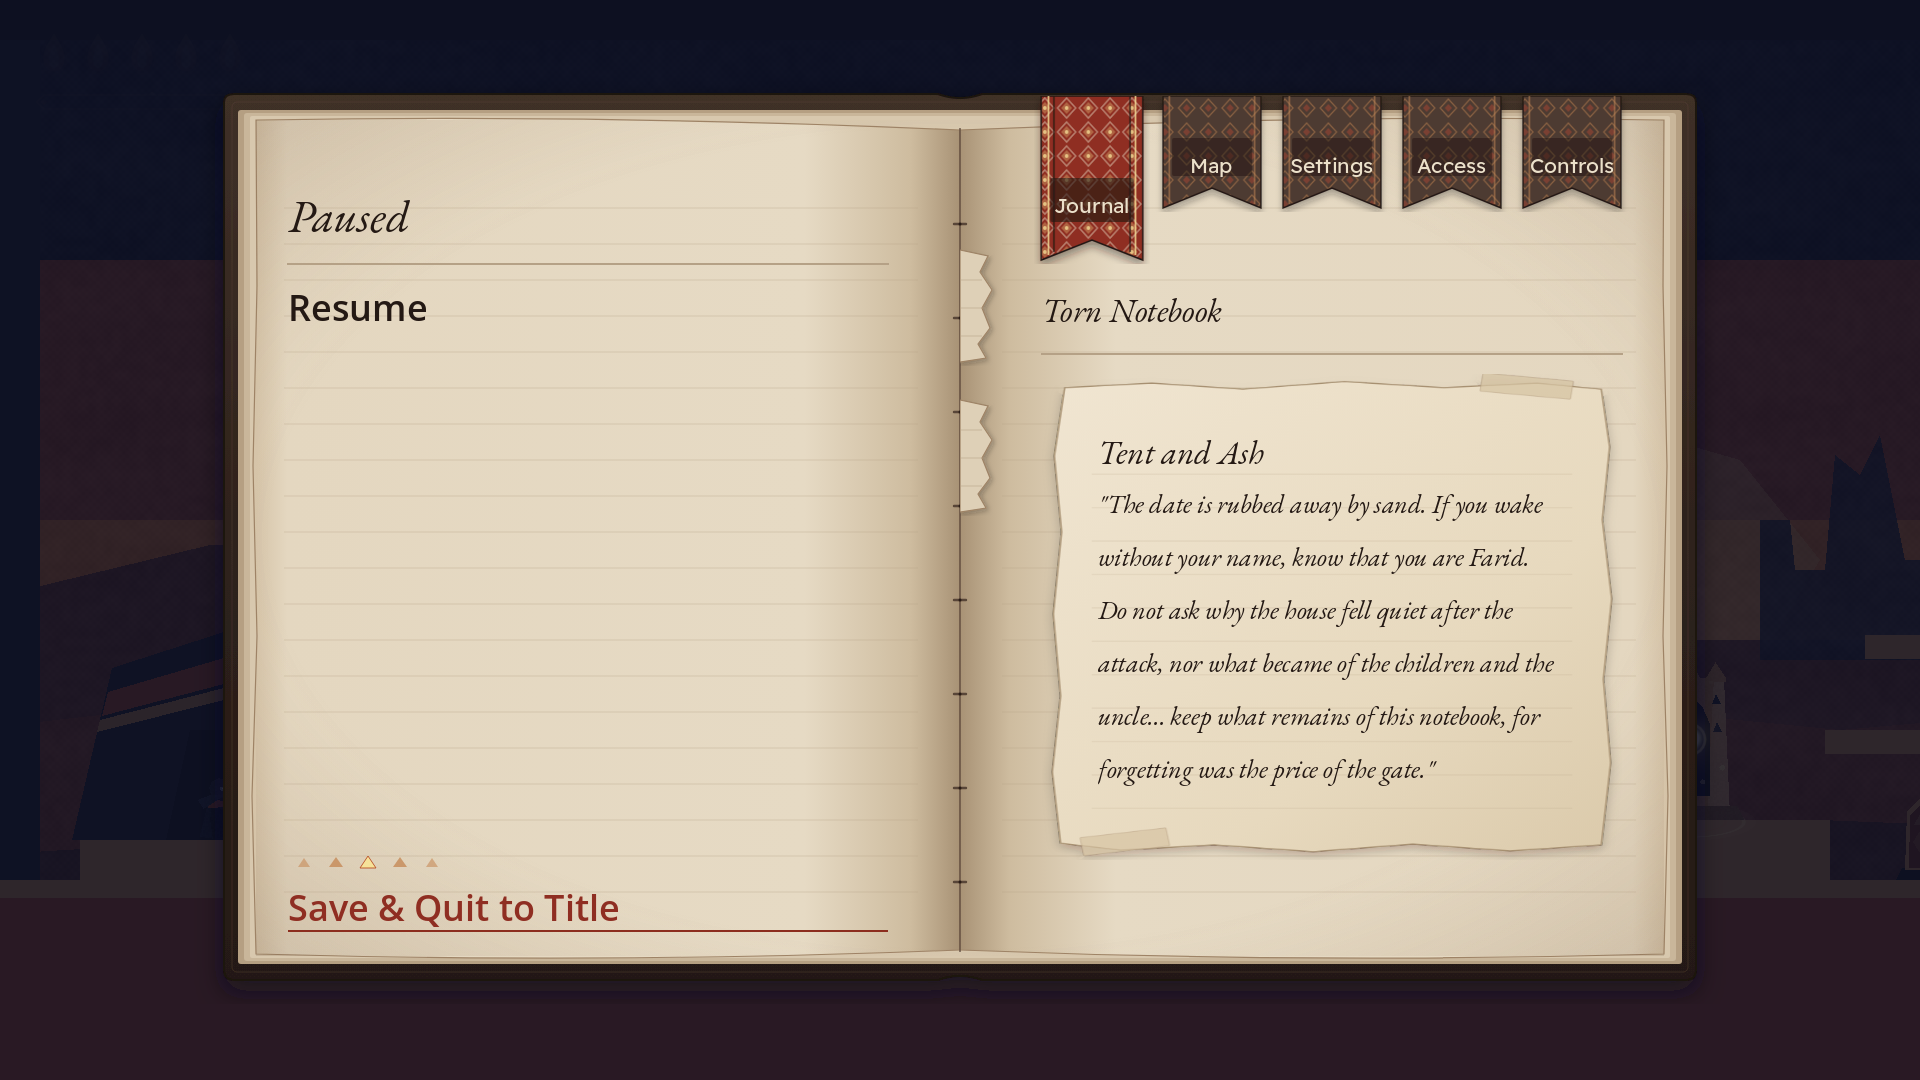 Paused
Resume
Save & Quit to Title
Journal
Map
Settings
Access
Controls
Torn Notebook
Tent and Ash
"The date is rubbed away by sand. If you wake
without your name, know that you are Farid.
Do not ask why the house fell quiet after the
attack, nor what became of the children and the
uncle... keep what remains of this notebook, for
forgetting was the price of the gate."